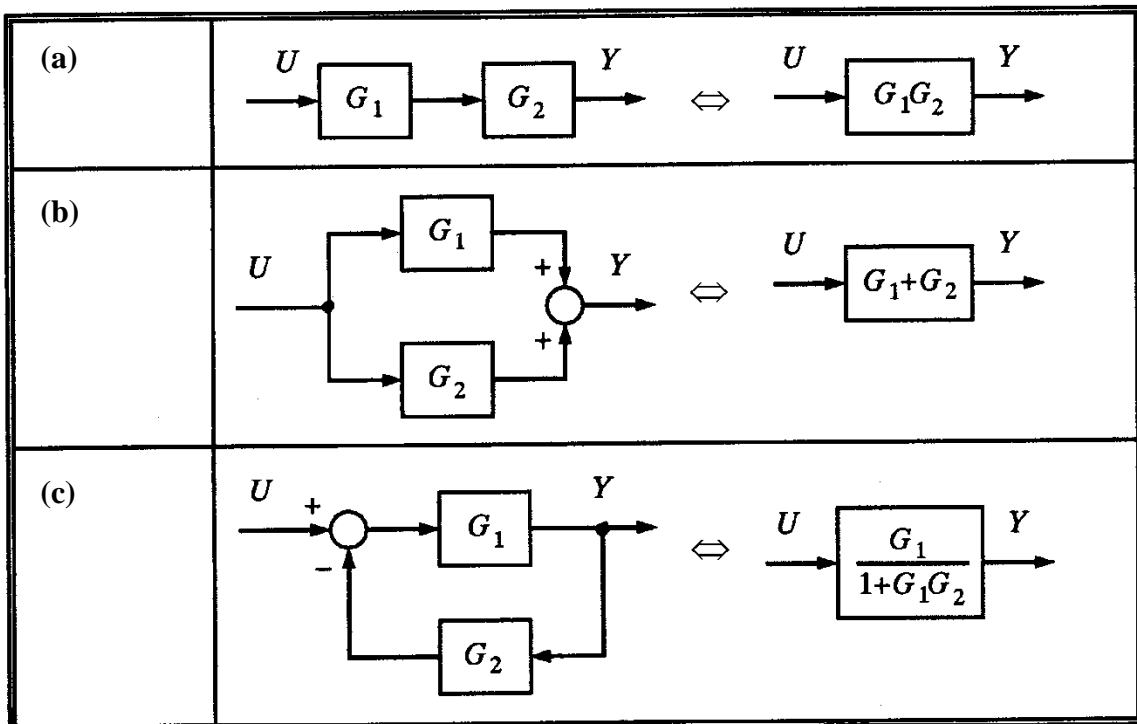 (a)
U G₁ G₂ Y ⇔ U G₁G₂ Y
(b)
U G₁ G₂ + + Y ⇔ U G₁+G₂ Y
(c)
U + − G₁ Y G₂ ⇔ U G₁ / 1+G₁G₂ Y